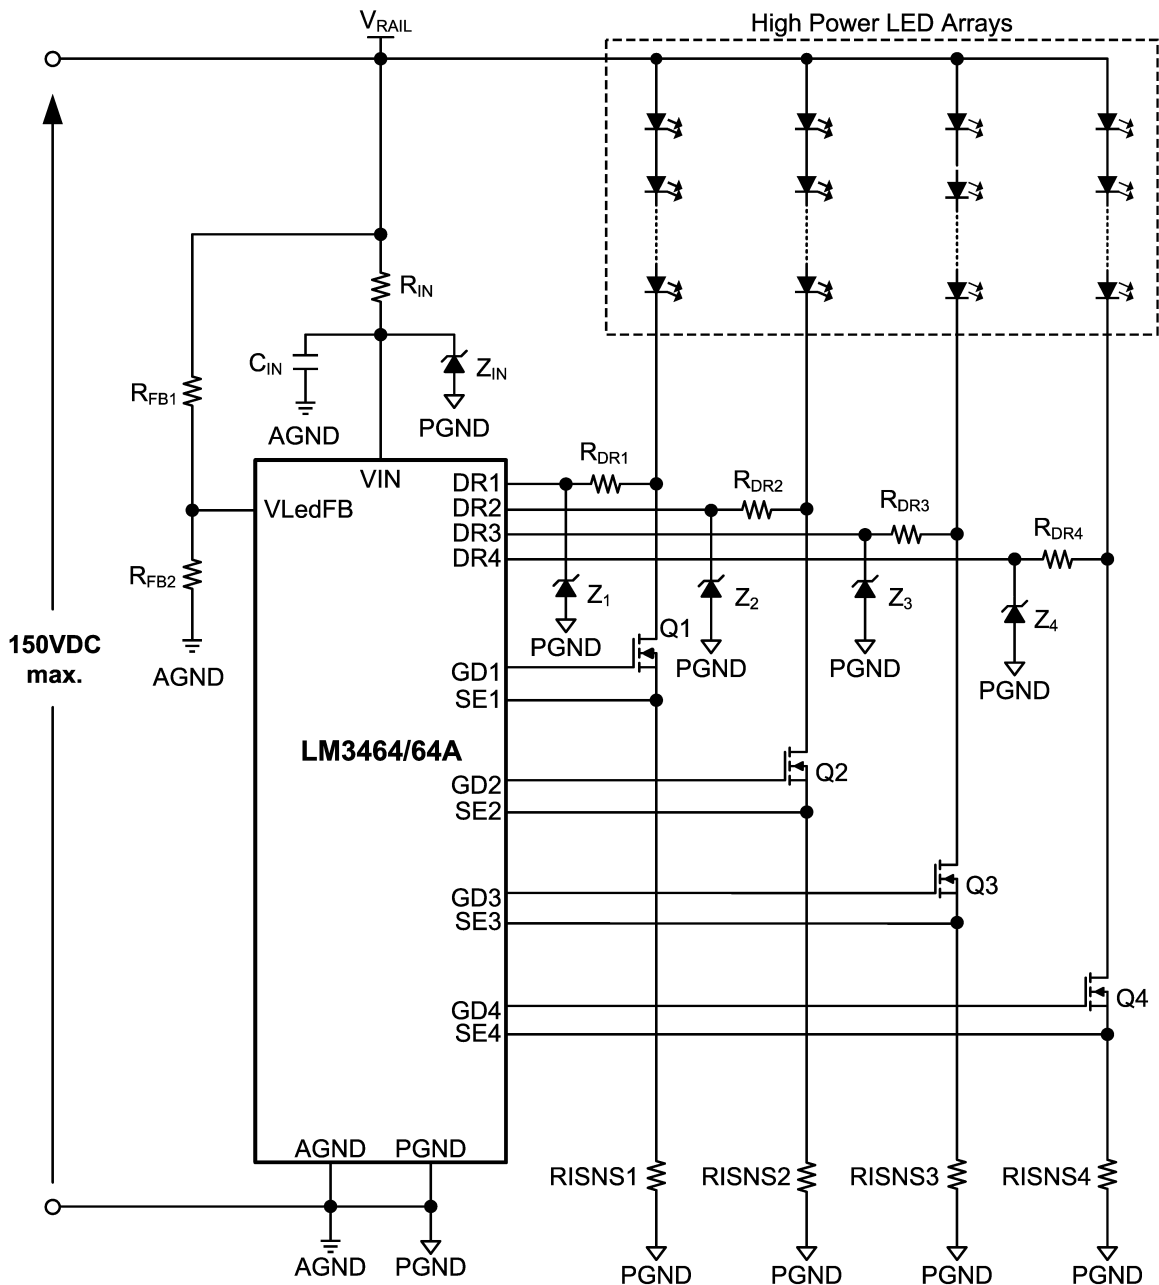 V_RAIL
High Power LED Arrays
R_IN
C_IN
Z_IN
R_FB1
AGND
PGND
VIN
VLedFB
DR1
DR2
DR3
DR4
R_DR1
R_DR2
R_DR3
R_DR4
R_FB2
Z_1
Z_2
Z_3
Z_4
AGND
PGND
PGND
PGND
PGND
150VDC
max.
Q1
GD1
SE1
LM3464/64A
Q2
GD2
SE2
Q3
GD3
SE3
Q4
GD4
SE4
AGND
PGND
RISNS1
RISNS2
RISNS3
RISNS4
AGND
PGND
PGND
PGND
PGND
PGND